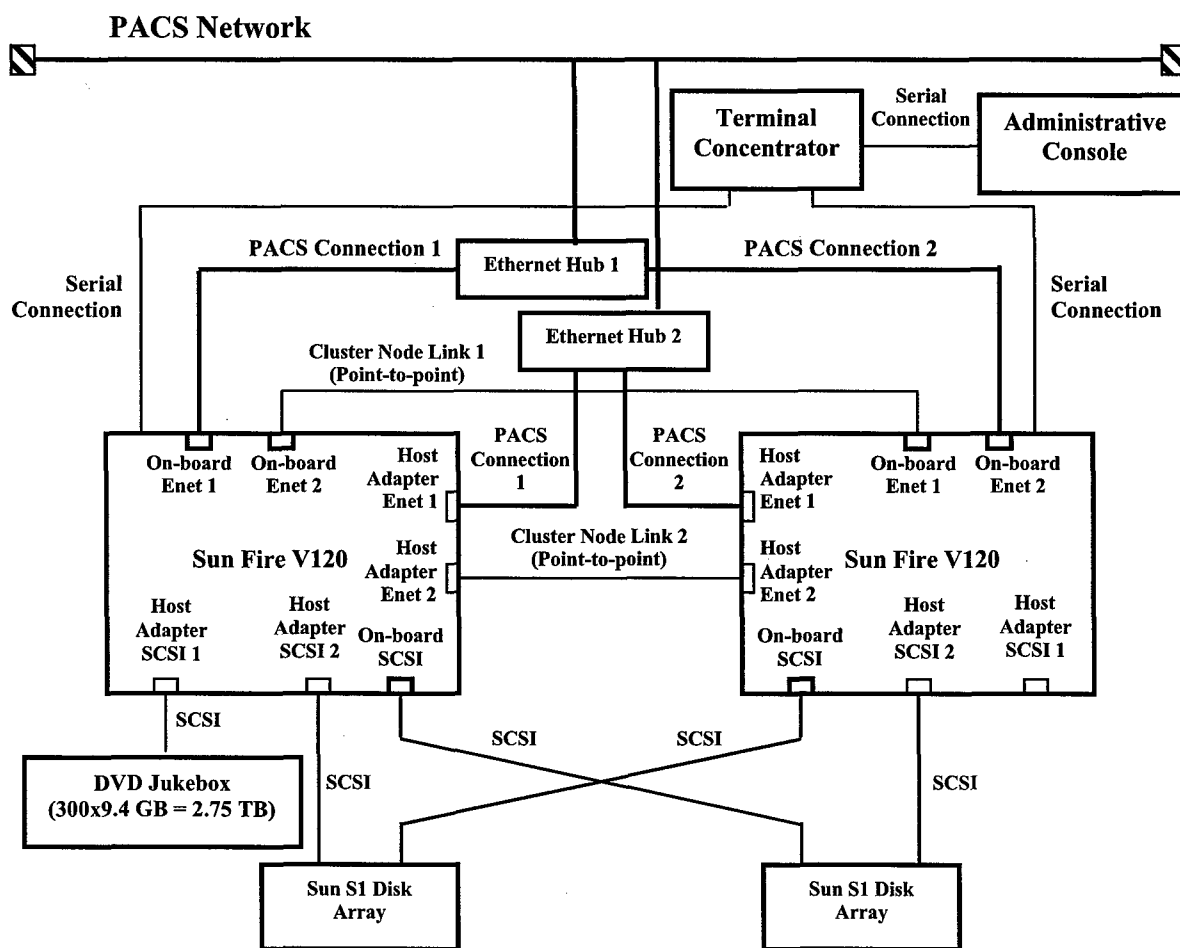 PACS Network
Terminal
Concentrator
Serial
Connection
Administrative
Console
PACS Connection 1
Ethernet Hub 1
PACS Connection 2
Serial
Connection
Serial
Connection
Ethernet Hub 2
Cluster Node Link 1
(Point-to-point)
On-board
Enet 1
On-board
Enet 2
Host
Adapter
Enet 1
PACS
Connection
1
PACS
Connection
2
Host
Adapter
Enet 1
On-board
Enet 1
On-board
Enet 2
Sun Fire V120
Host
Adapter
Enet 2
Cluster Node Link 2
(Point-to-point)
Host
Adapter
Enet 2
Sun Fire V120
Host
Adapter
SCSI 1
Host
Adapter
SCSI 2
On-board
SCSI
On-board
SCSI
Host
Adapter
SCSI 2
Host
Adapter
SCSI 1
SCSI
SCSI
SCSI
SCSI
SCSI
DVD Jukebox
(300x9.4 GB = 2.75 TB)
Sun S1 Disk
Array
Sun S1 Disk
Array